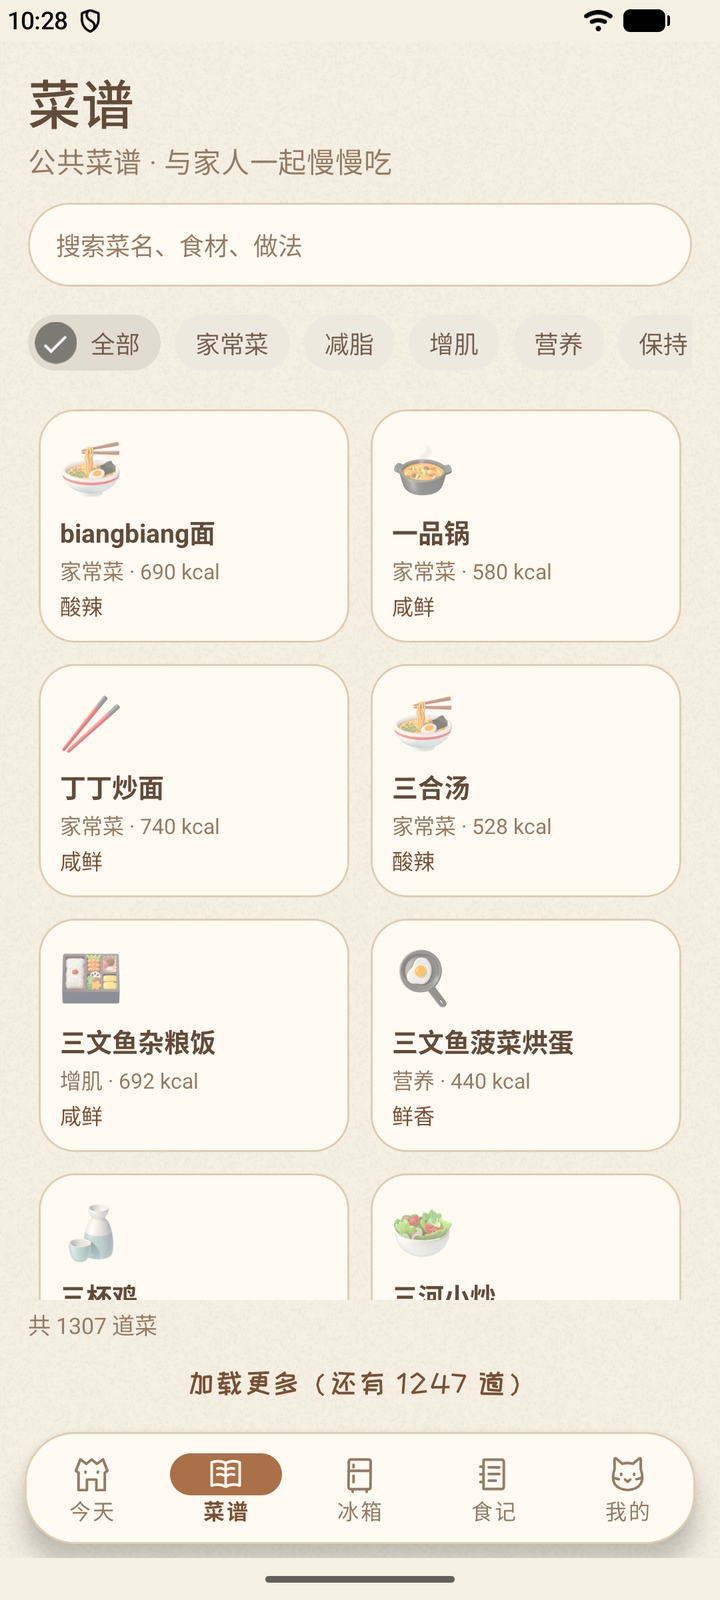 10:28
菜谱
公共菜谱 · 与家人一起慢慢吃
搜索菜名、食材、做法
全部 家常菜 减脂 增肌 营养 保持
biangbiang面
家常菜 · 690 kcal
酸辣
一品锅
家常菜 · 580 kcal
咸鲜
丁丁炒面
家常菜 · 740 kcal
咸鲜
三合汤
家常菜 · 528 kcal
酸辣
三文鱼杂粮饭
增肌 · 692 kcal
咸鲜
三文鱼菠菜烘蛋
营养 · 440 kcal
鲜香
三杯鸡
三河小炒
共 1307 道菜
加载更多（还有 1247 道）
今天 菜谱 冰箱 食记 我的